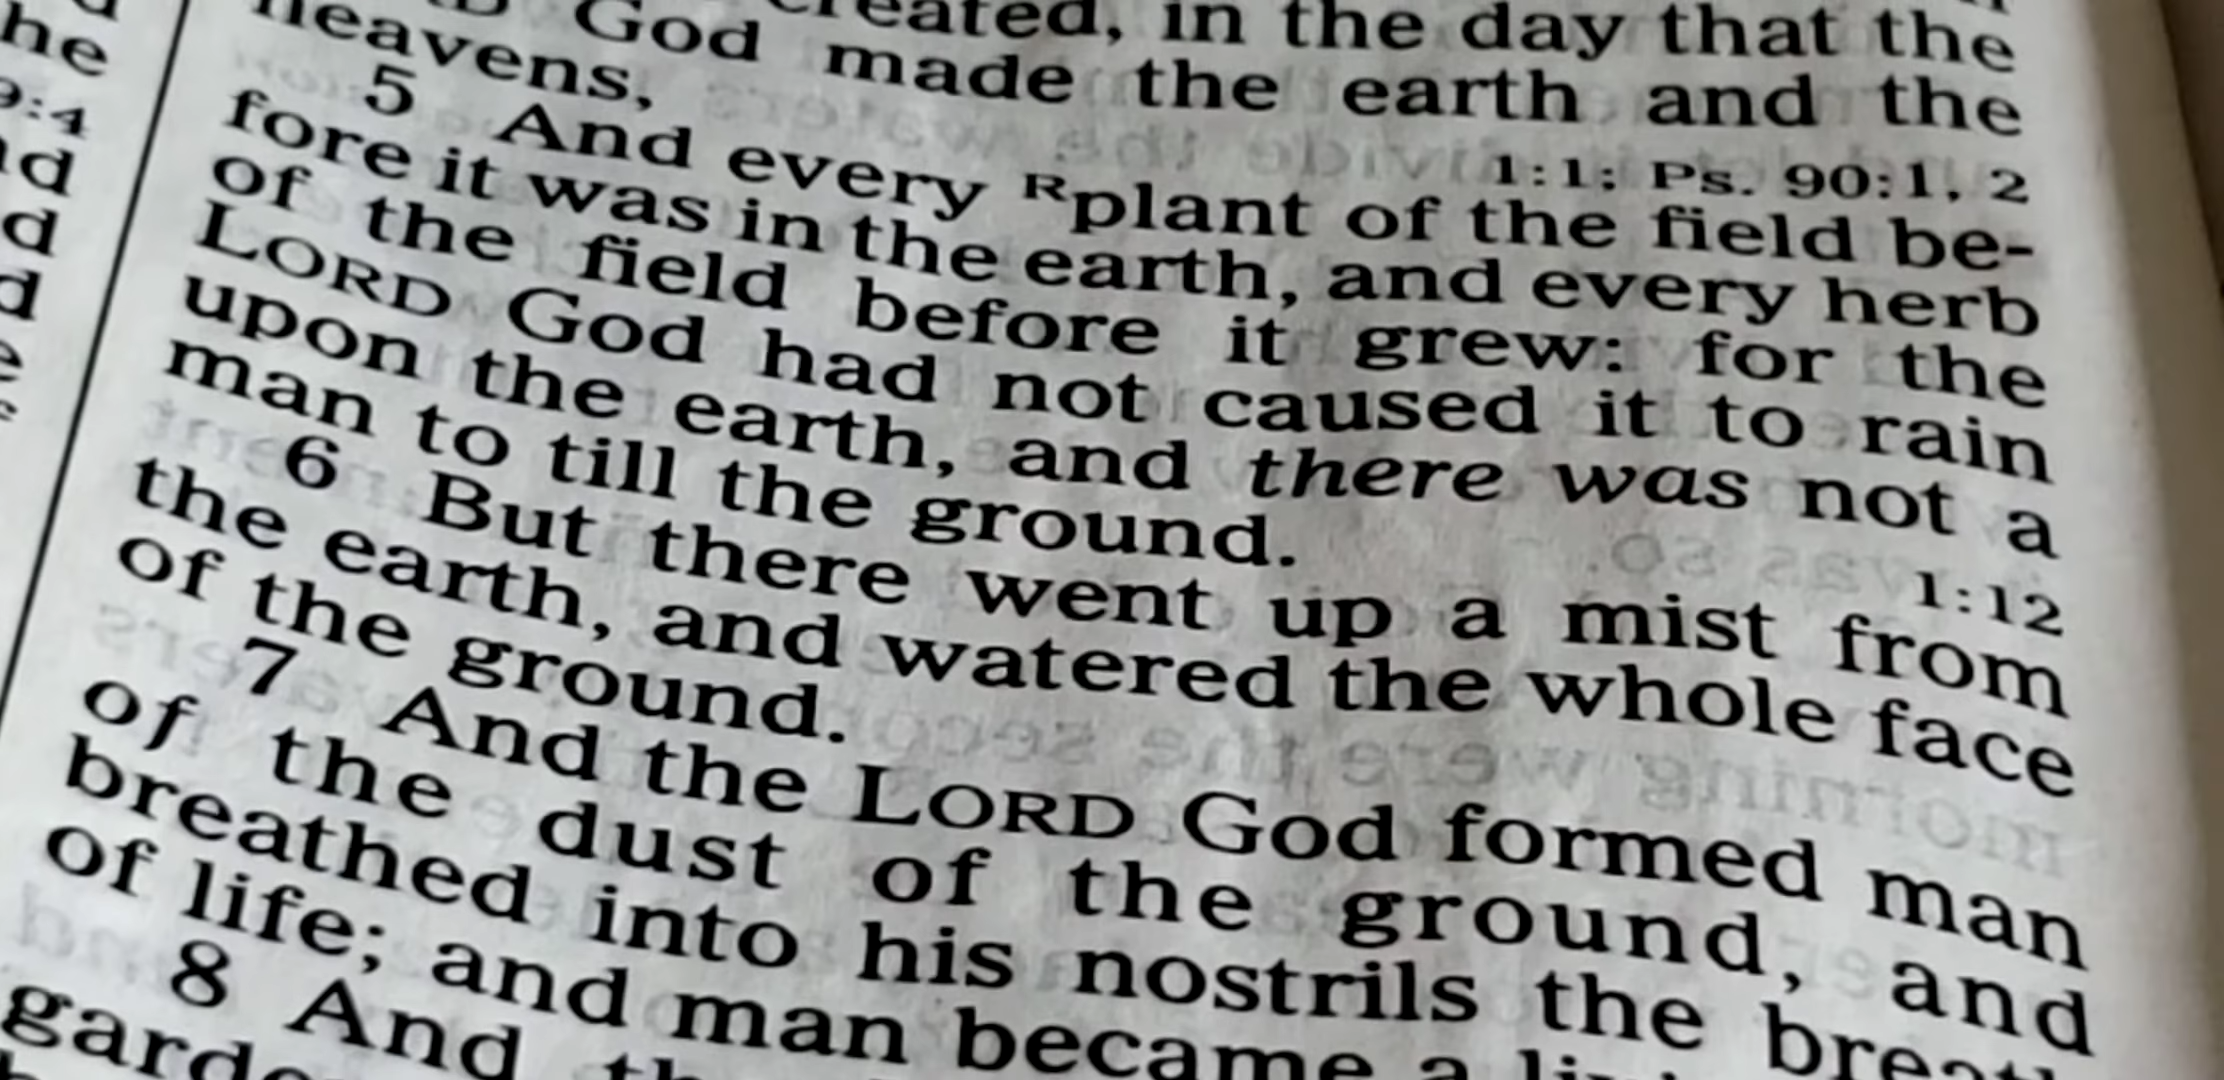 he
9:4
God created, in the day that the
God made the earth and the
heavens,
1:1; Ps. 90:1, 2
5 And every Rplant of the field be-
fore it was in the earth, and every herb
of the field before it grew: for the
LORD God had not caused it to rain
upon the earth, and there was not a
man to till the ground.
1:12
6 But there went up a mist from
the earth, and watered the whole face
of the ground.
7 And the LORD God formed man
of the dust of the ground, and
breathed into his nostrils the breath
of life; and man became a
8 And